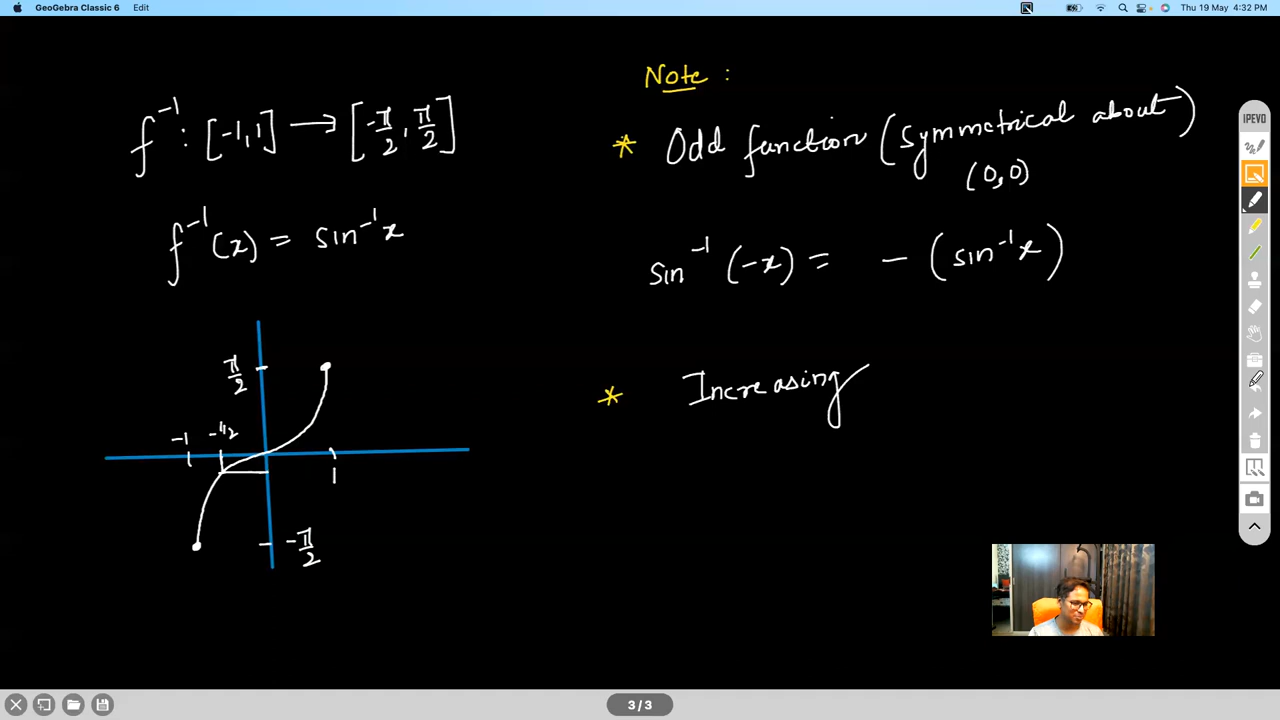 GeoGebra Classic 6 Edit Thu 19 May 4:32 PM
f⁻¹ : [-1, 1] → [-π/2, π/2]
f⁻¹(x) = sin⁻¹x
π/2
-1 -1/2
1
-π/2
Note :
* Odd function (symmetrical about)
(0,0)
sin⁻¹(-x) = - (sin⁻¹x)
* Increasing
IPEVO
3 / 3